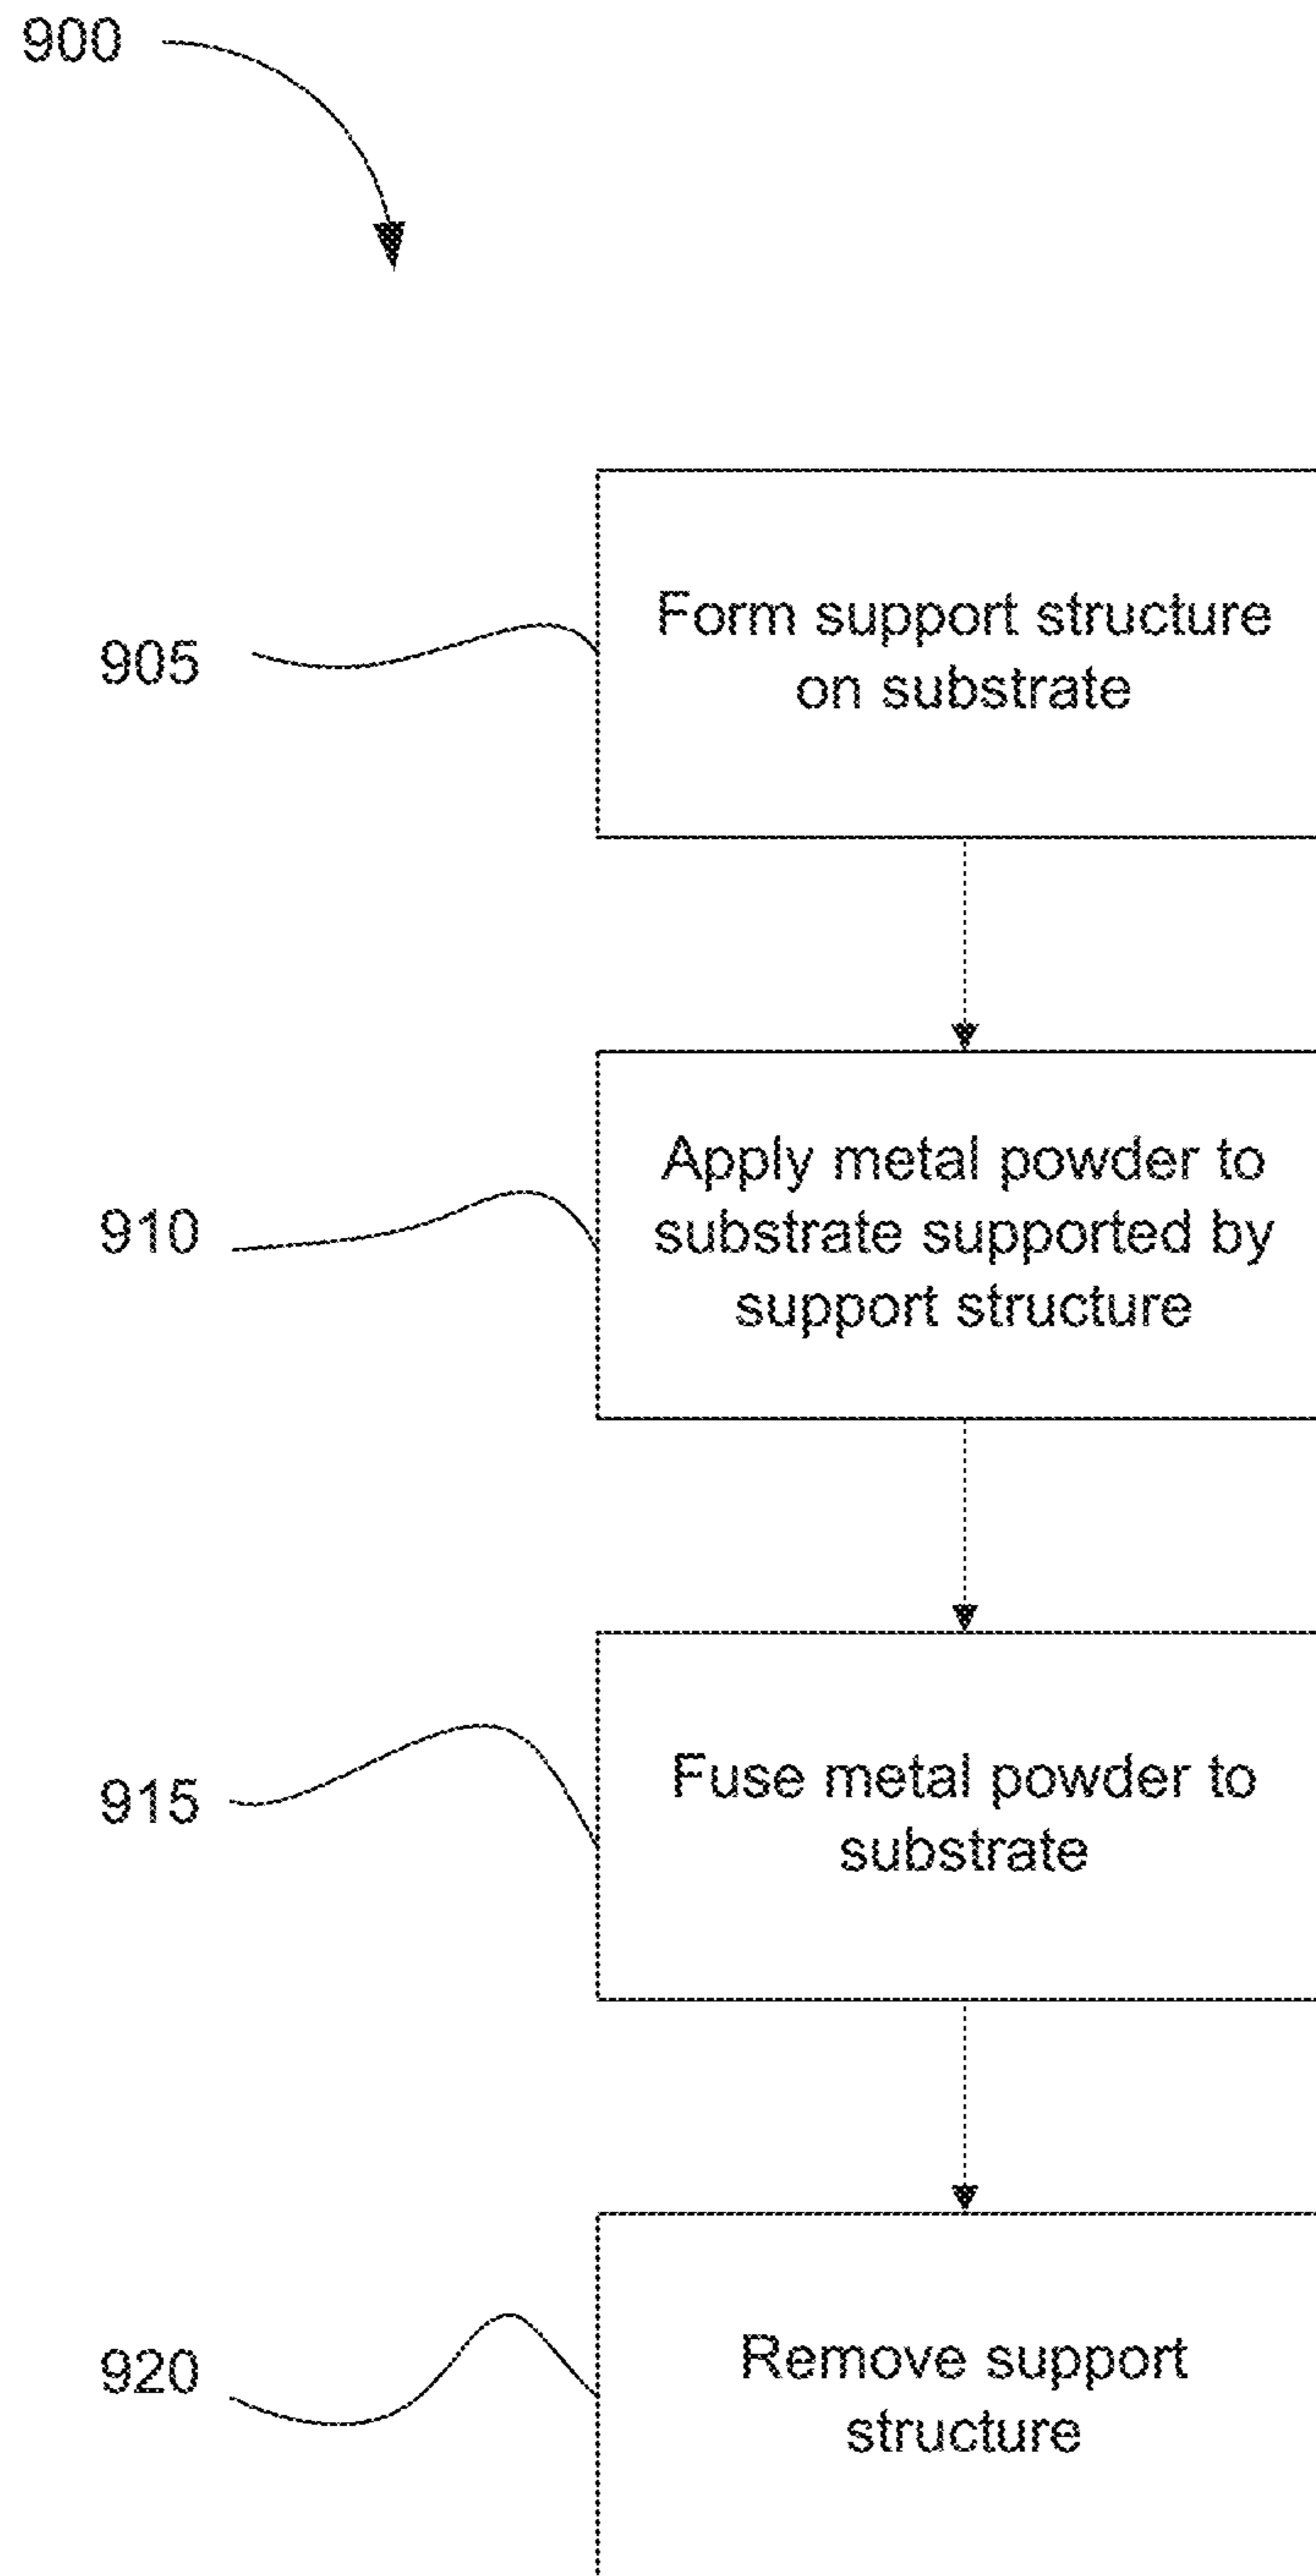 900
905
Form support structure
on substrate
910
Apply metal powder to
substrate supported by
support structure
915
Fuse metal powder to
substrate
920
Remove support
structure